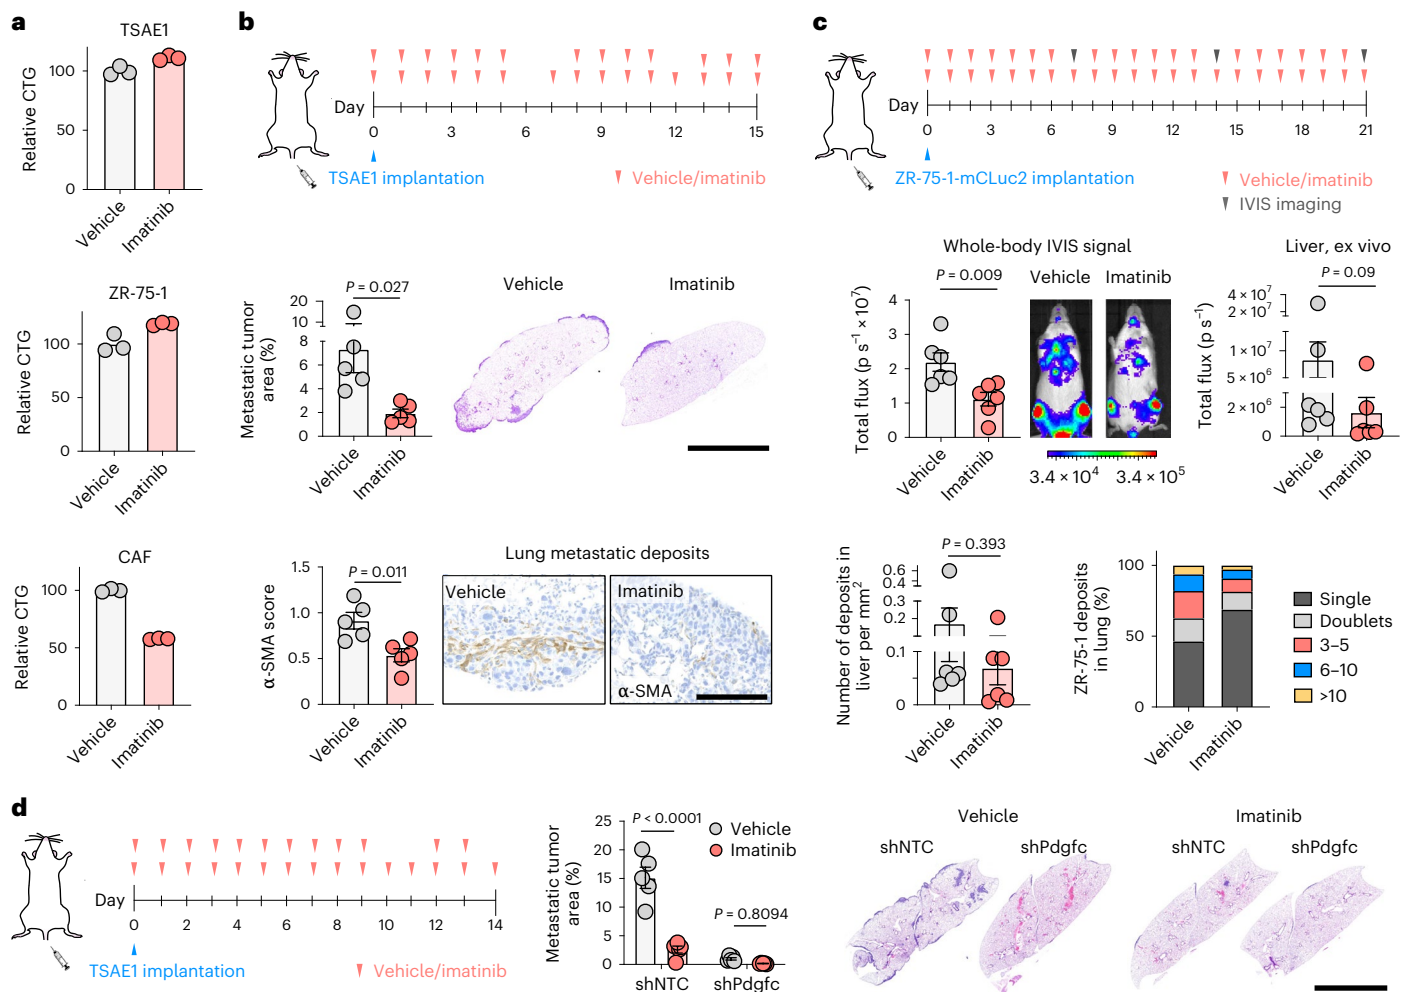 a
TSAE1
Relative CTG
100
50
0
Vehicle
Imatinib
ZR-75-1
Relative CTG
100
50
0
Vehicle
Imatinib
CAF
Relative CTG
100
50
0
Vehicle
Imatinib
b
Day
0 3 6 9 12 15
TSAE1 implantation
Vehicle/imatinib
Metastatic tumor
area (%)
20
10
8
6
4
2
0
P = 0.027
Vehicle
Imatinib
Vehicle
Imatinib
α-SMA score
1.5
1.0
0.5
0
P = 0.011
Vehicle
Imatinib
Lung metastatic deposits
Vehicle
Imatinib
α-SMA
c
Day
0 3 6 9 12 15 18 21
ZR-75-1-mCLuc2 implantation
Vehicle/imatinib
IVIS imaging
Whole-body IVIS signal
Total flux (p s⁻¹ × 10⁷)
4
3
2
1
0
P = 0.009
Vehicle
Imatinib
Vehicle
Imatinib
3.4 × 10⁴ 3.4 × 10⁵
Liver, ex vivo
Total flux (p s⁻¹)
4 × 10⁷
2 × 10⁷
1 × 10⁷
5 × 10⁶
2 × 10⁶
0
P = 0.09
Vehicle
Imatinib
Number of deposits in
liver per mm²
0.6
0.4
0.3
0.2
0.1
0
P = 0.393
Vehicle
Imatinib
ZR-75-1 deposits
in lung (%)
100
50
0
Vehicle
Imatinib
Single
Doublets
3–5
6–10
>10
d
Day
0 2 4 6 8 10 14
TSAE1 implantation
Vehicle/imatinib
Metastatic tumor
area (%)
25
20
15
10
5
0
P < 0.0001
P = 0.8094
Vehicle
Imatinib
shNTC
shPdgfc
Vehicle
shNTC
shPdgfc
Imatinib
shNTC
shPdgfc